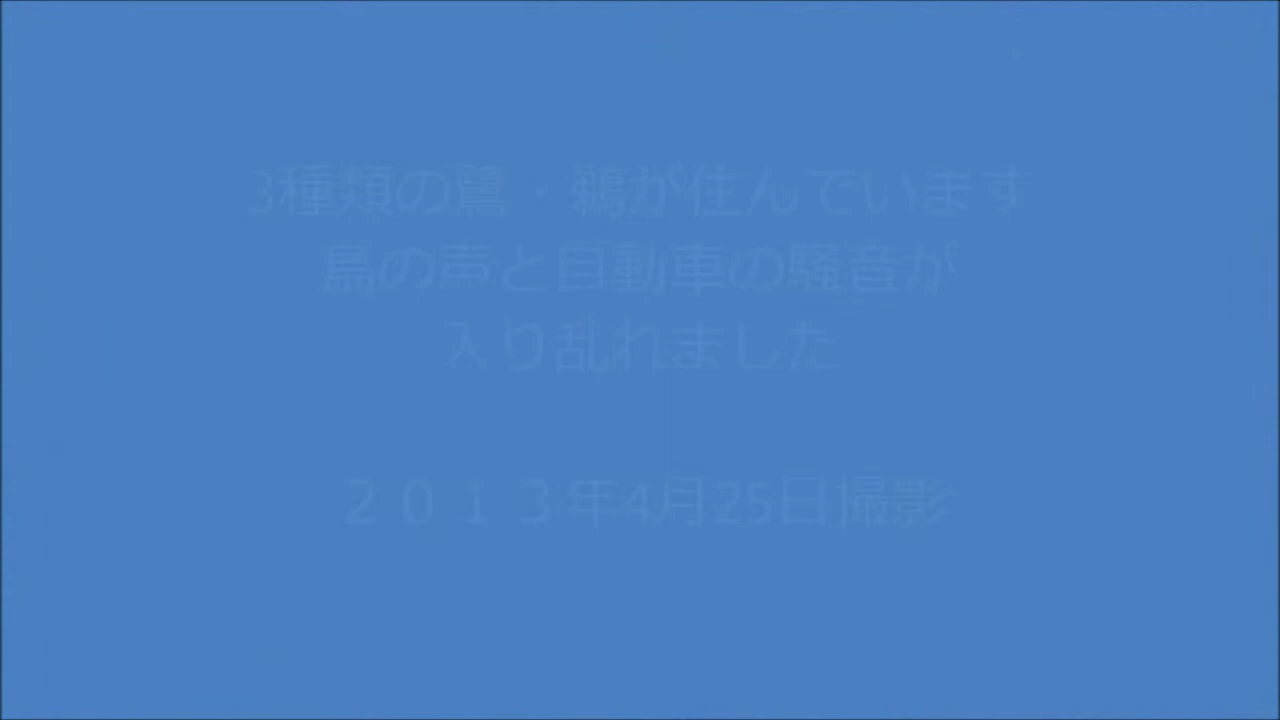 3種類の鷺・鵜が住んでいます
鳥の声と自動車の騒音が
入り乱れました
２０１３年4月25日撮影